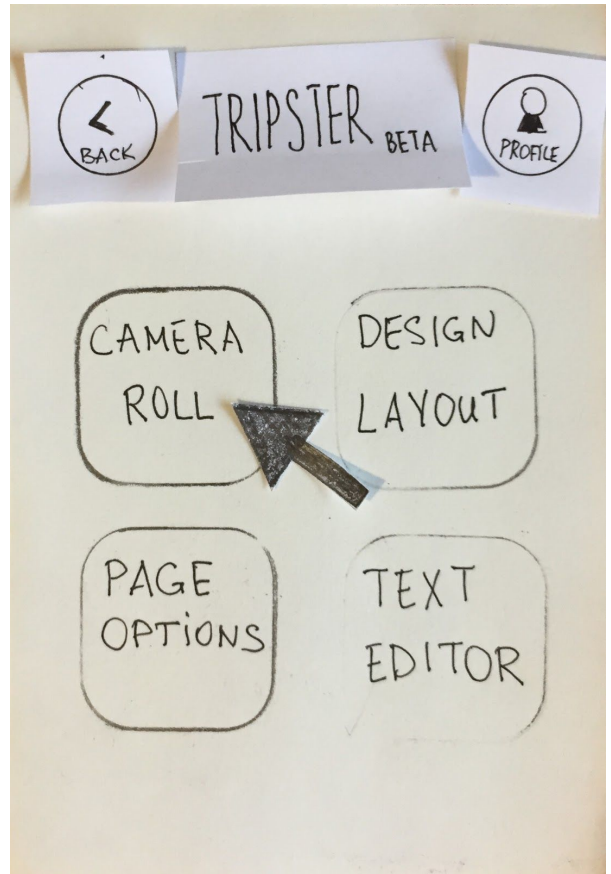 BACK
TRIPSTER BETA
PROFILE
CAMERA
ROLL
DESIGN
LAYOUT
PAGE
OPTIONS
TEXT
EDITOR